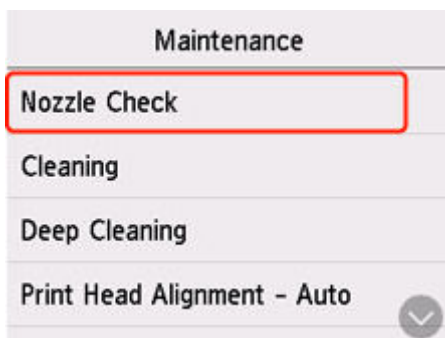 Maintenance
Nozzle Check
Cleaning
Deep Cleaning
Print Head Alignment - Auto